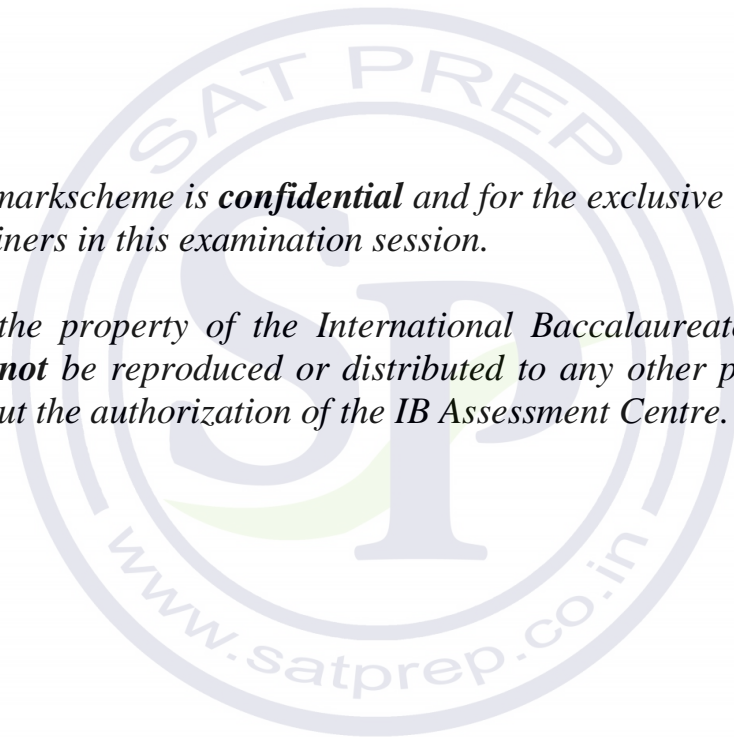 SAT PREP
markscheme is confidential and for the exclusive
iners in this examination session.
the property of the International Baccalaureate
not be reproduced or distributed to any other p
ut the authorization of the IB Assessment Centre.
SP
www.satprep.co.in